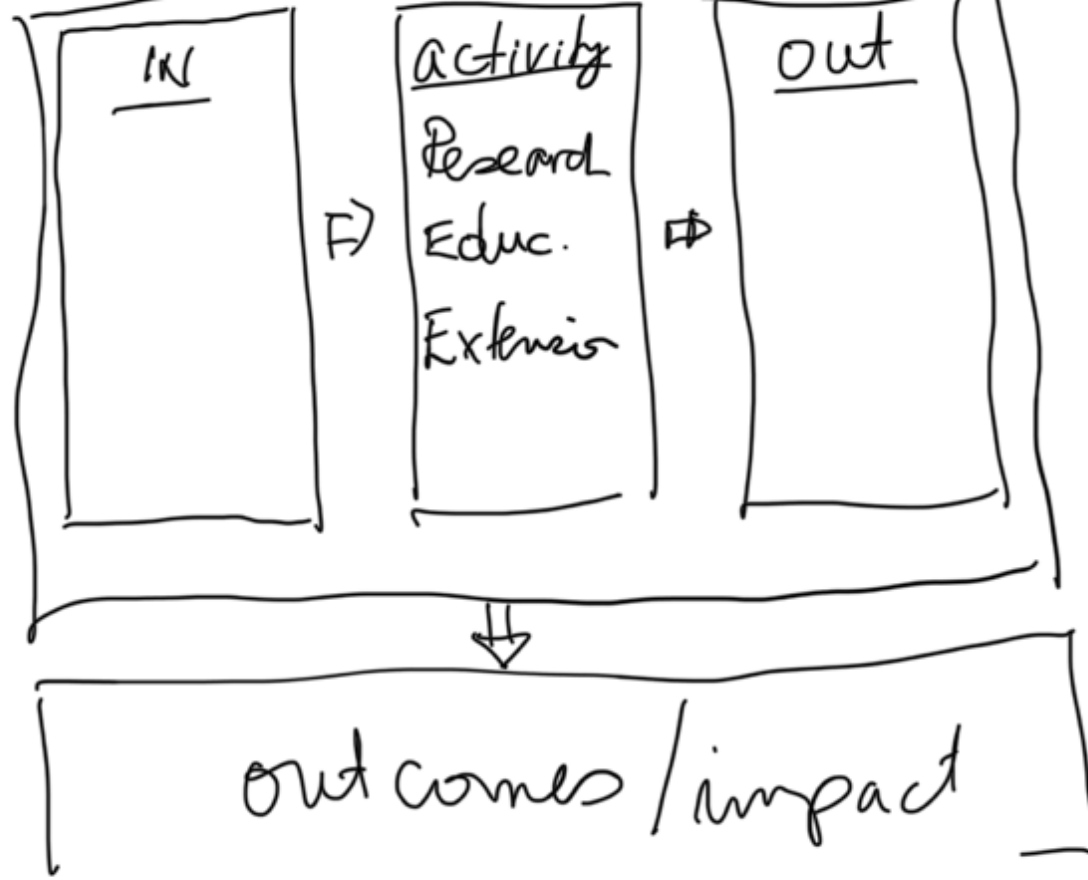 IN
activity
Research
Educ.
Extension
out
outcomes/impact